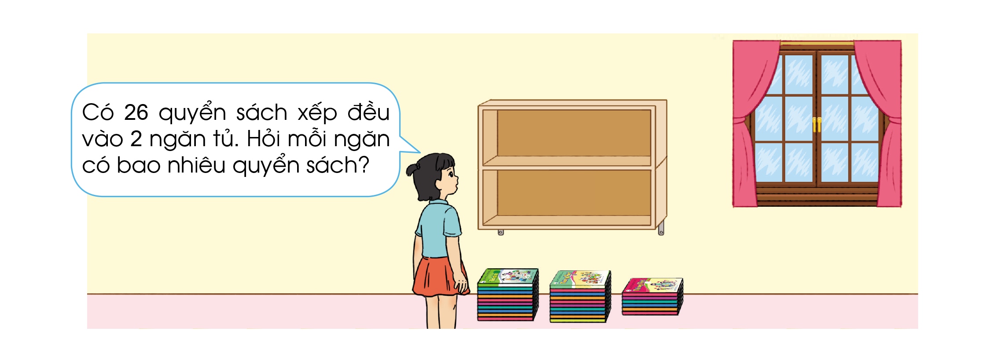 Có 26 quyển sách xếp đều
vào 2 ngăn tủ. Hỏi mỗi ngăn
có bao nhiêu quyển sách?